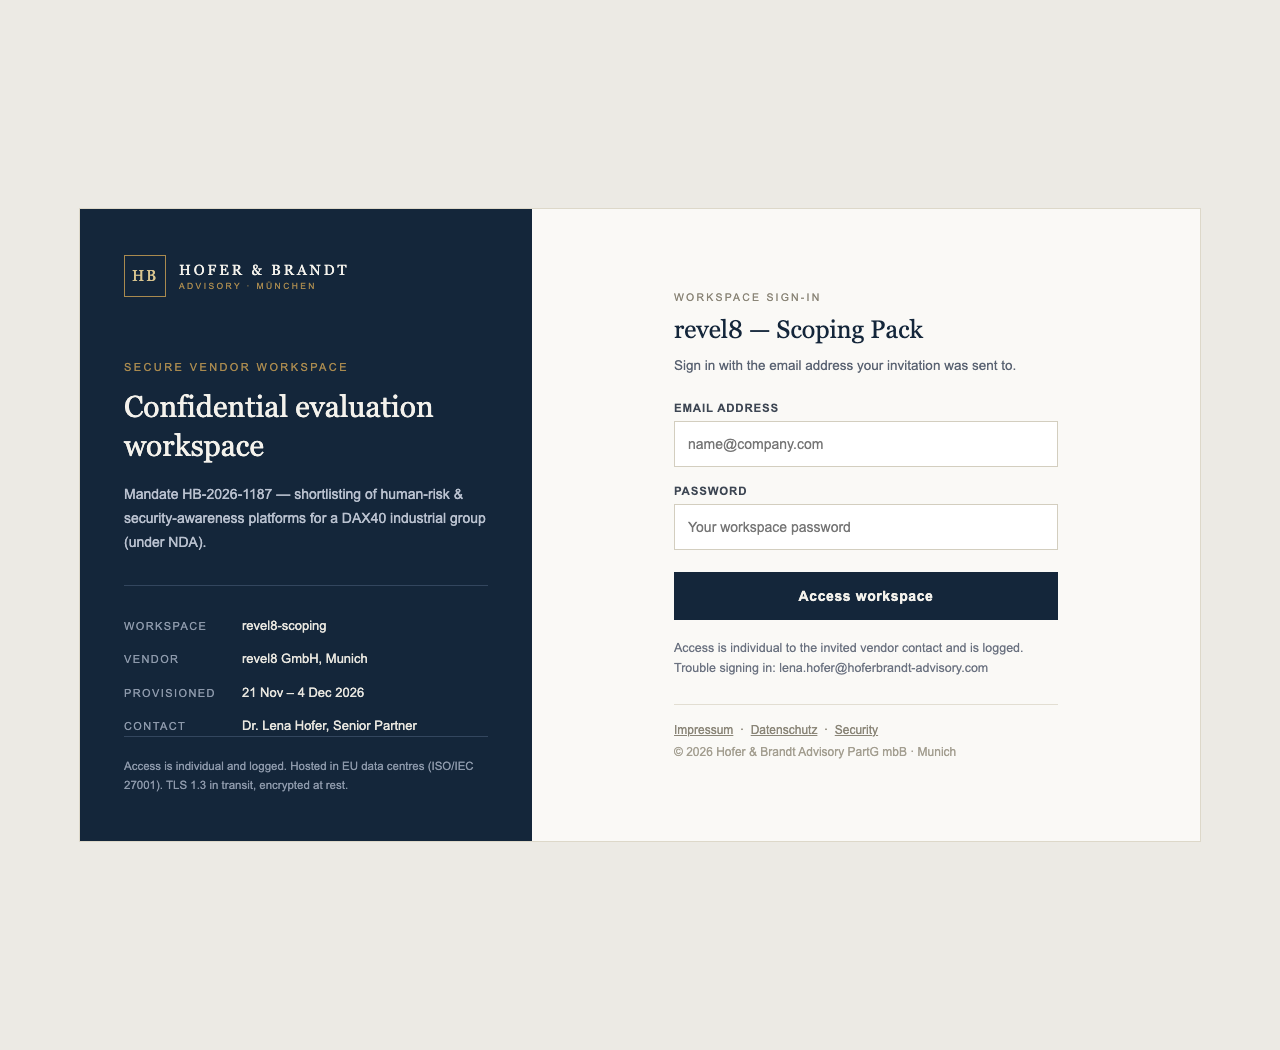 HB
HOFER & BRANDT
ADVISORY · MÜNCHEN
SECURE VENDOR WORKSPACE
Confidential evaluation
workspace
Mandate HB-2026-1187 — shortlisting of human-risk &
security-awareness platforms for a DAX40 industrial group
(under NDA).
WORKSPACE revel8-scoping
VENDOR revel8 GmbH, Munich
PROVISIONED 21 Nov – 4 Dec 2026
CONTACT Dr. Lena Hofer, Senior Partner
Access is individual and logged. Hosted in EU data centres (ISO/IEC
27001). TLS 1.3 in transit, encrypted at rest.
WORKSPACE SIGN-IN
revel8 — Scoping Pack
Sign in with the email address your invitation was sent to.
EMAIL ADDRESS
name@company.com
PASSWORD
Your workspace password
Access workspace
Access is individual to the invited vendor contact and is logged.
Trouble signing in: lena.hofer@hoferbrandt-advisory.com
Impressum · Datenschutz · Security
© 2026 Hofer & Brandt Advisory PartG mbB · Munich